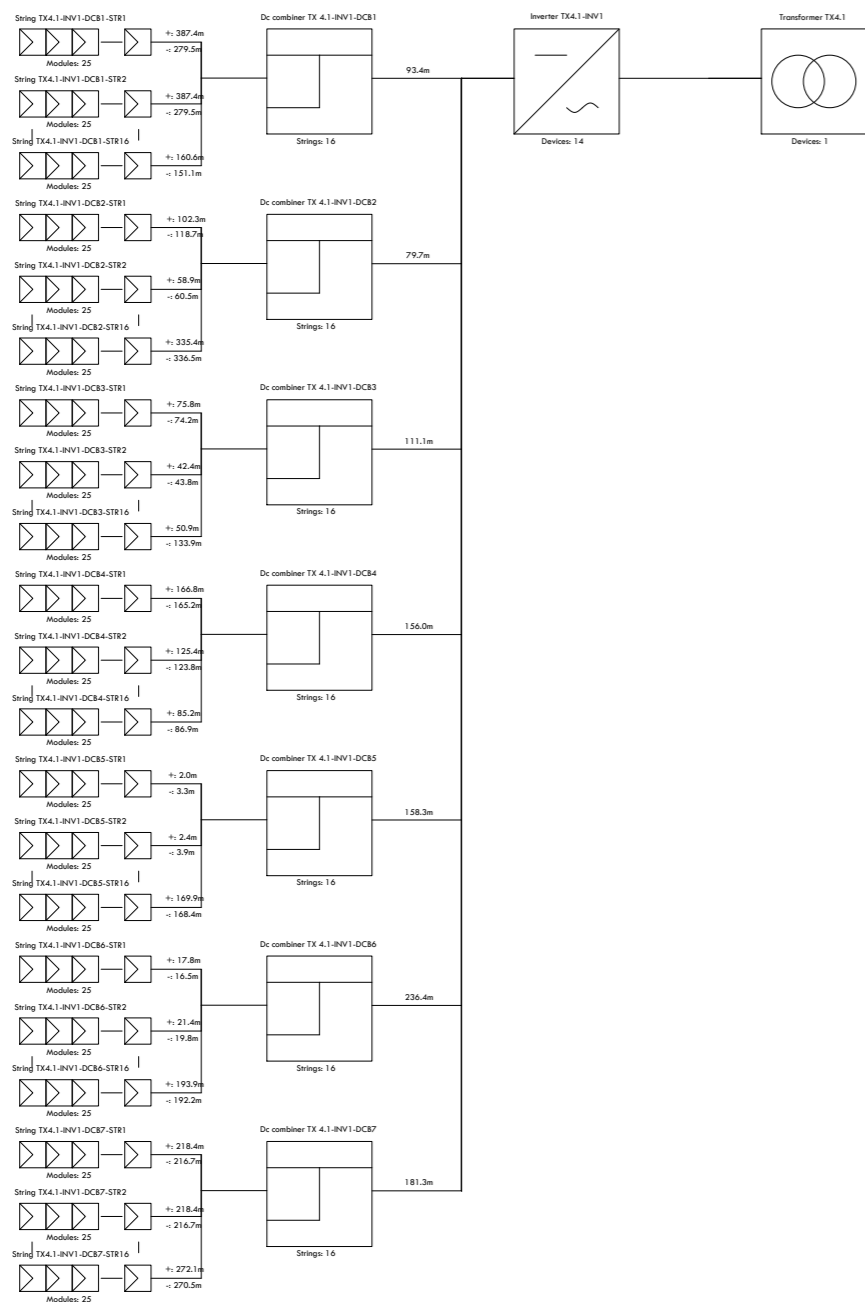 String TX4.1-INV1-DCB1-STR1
Dc combiner TX 4.1-INV1-DCB1
Inverter TX4.1-INV1
Transformer TX4.1
+: 387.4m
-: 279.5m
Modules: 25
93.4m
String TX4.1-INV1-DCB1-STR2
+: 387.4m
-: 279.5m
Modules: 25
String TX4.1-INV1-DCB1-STR16
Strings: 16
Devices: 14
Devices: 1
+: 160.6m
-: 151.1m
Modules: 25
String TX4.1-INV1-DCB2-STR1
Dc combiner TX 4.1-INV1-DCB2
+: 102.3m
-: 118.7m
Modules: 25
79.7m
String TX4.1-INV1-DCB2-STR2
+: 58.9m
-: 60.5m
Modules: 25
String TX4.1-INV1-DCB2-STR16
Strings: 16
+: 335.4m
-: 336.5m
Modules: 25
String TX4.1-INV1-DCB3-STR1
Dc combiner TX 4.1-INV1-DCB3
+: 75.8m
-: 74.2m
Modules: 25
111.1m
String TX4.1-INV1-DCB3-STR2
+: 42.4m
-: 43.8m
Modules: 25
String TX4.1-INV1-DCB3-STR16
Strings: 16
+: 50.9m
-: 133.9m
Modules: 25
String TX4.1-INV1-DCB4-STR1
Dc combiner TX 4.1-INV1-DCB4
+: 166.8m
-: 165.2m
Modules: 25
156.0m
String TX4.1-INV1-DCB4-STR2
+: 125.4m
-: 123.8m
Modules: 25
String TX4.1-INV1-DCB4-STR16
Strings: 16
+: 85.2m
-: 86.9m
Modules: 25
String TX4.1-INV1-DCB5-STR1
Dc combiner TX 4.1-INV1-DCB5
+: 2.0m
-: 3.3m
Modules: 25
158.3m
String TX4.1-INV1-DCB5-STR2
+: 2.4m
-: 3.9m
Modules: 25
String TX4.1-INV1-DCB5-STR16
Strings: 16
+: 169.9m
-: 168.4m
Modules: 25
String TX4.1-INV1-DCB6-STR1
Dc combiner TX 4.1-INV1-DCB6
+: 17.8m
-: 16.5m
Modules: 25
236.4m
String TX4.1-INV1-DCB6-STR2
+: 21.4m
-: 19.8m
Modules: 25
String TX4.1-INV1-DCB6-STR16
Strings: 16
+: 193.9m
-: 192.2m
Modules: 25
String TX4.1-INV1-DCB7-STR1
Dc combiner TX 4.1-INV1-DCB7
+: 218.4m
-: 216.7m
Modules: 25
181.3m
String TX4.1-INV1-DCB7-STR2
+: 218.4m
-: 216.7m
Modules: 25
String TX4.1-INV1-DCB7-STR16
Strings: 16
+: 272.1m
-: 270.5m
Modules: 25